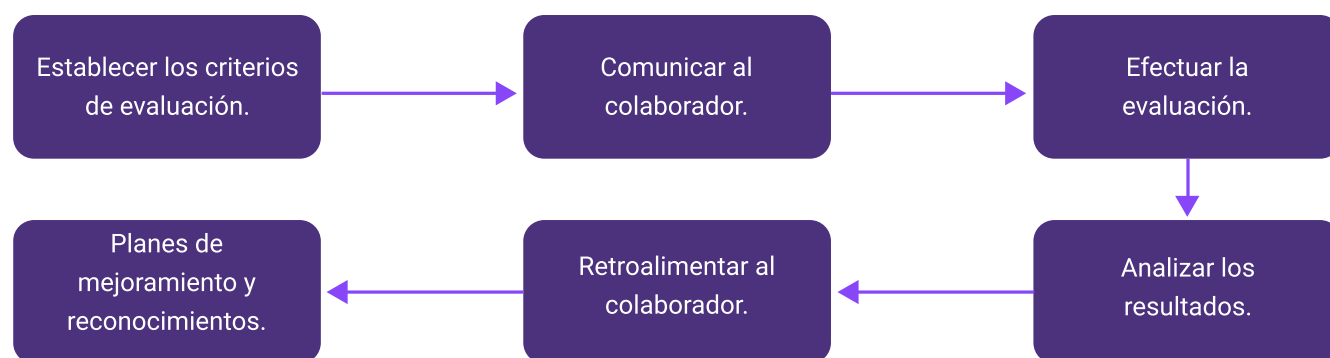 Establecer los criterios
de evaluación.
Comunicar al
colaborador.
Efectuar la
evaluación.
Analizar los
resultados.
Retroalimentar al
colaborador.
Planes de
mejoramiento y
reconocimientos.